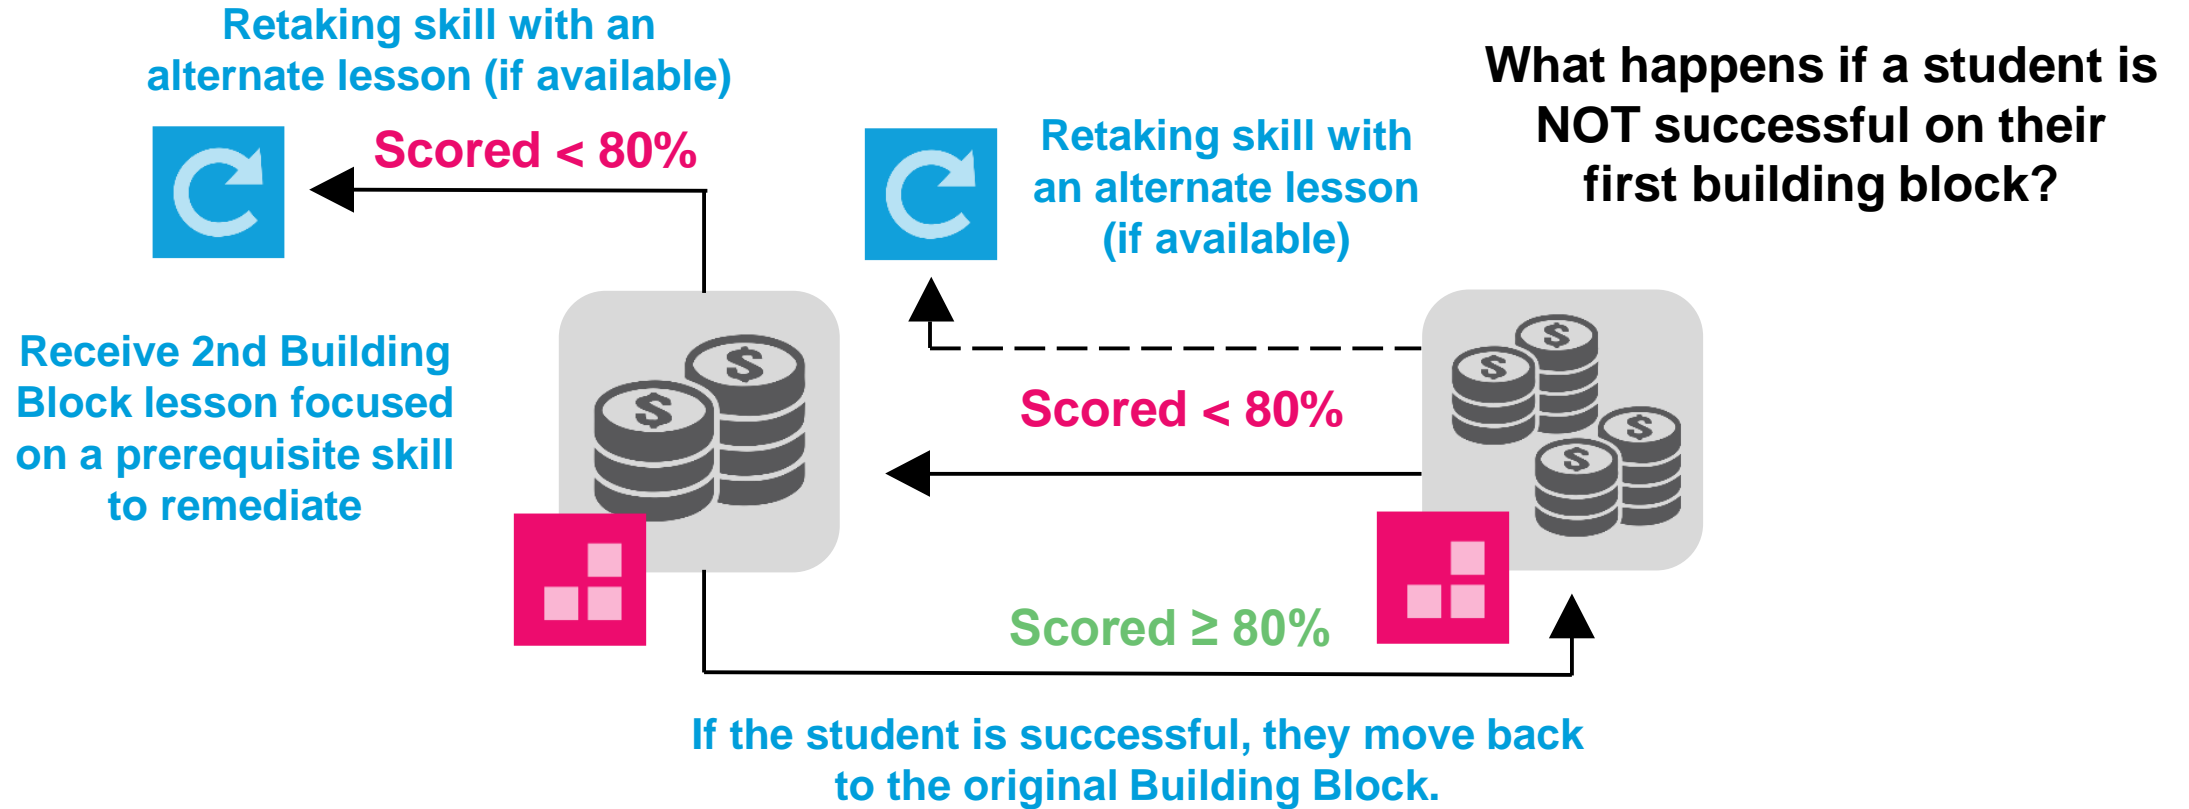 Retaking skill with an
alternate lesson (if available)
Scored < 80%
Retaking skill with
an alternate lesson
(if available)
What happens if a student is
NOT successful on their
first building block?
Receive 2nd Building
Block lesson focused
on a prerequisite skill
to remediate
$
$
$
$
$
$
Scored < 80%
Scored ≥ 80%
If the student is successful, they move back
to the original Building Block.